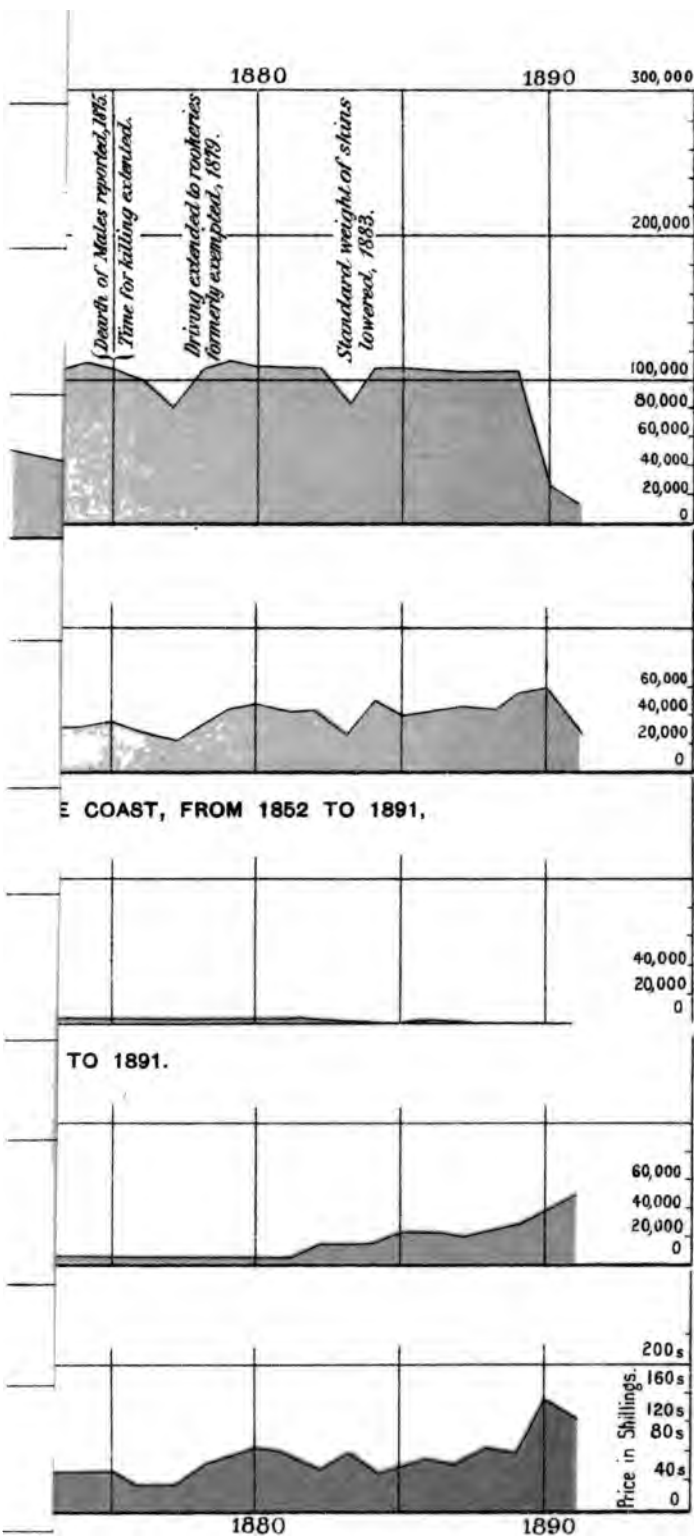 1880 1890 300,000
{Dearth of Males reported, 1875.
{Time for killing extended.
Driving extended to rookeries
formerly exempted, 1879.
Standard weight of skins
lowered, 1883.
200,000
100,000
80,000
60,000
40,000
20,000
0
60,000
40,000
20,000
0
E COAST, FROM 1852 TO 1891,
40,000
20,000
0
TO 1891.
60,000
40,000
20,000
0
Price in Shillings.
200s
160s
120s
80s
40s
0
1880 1890